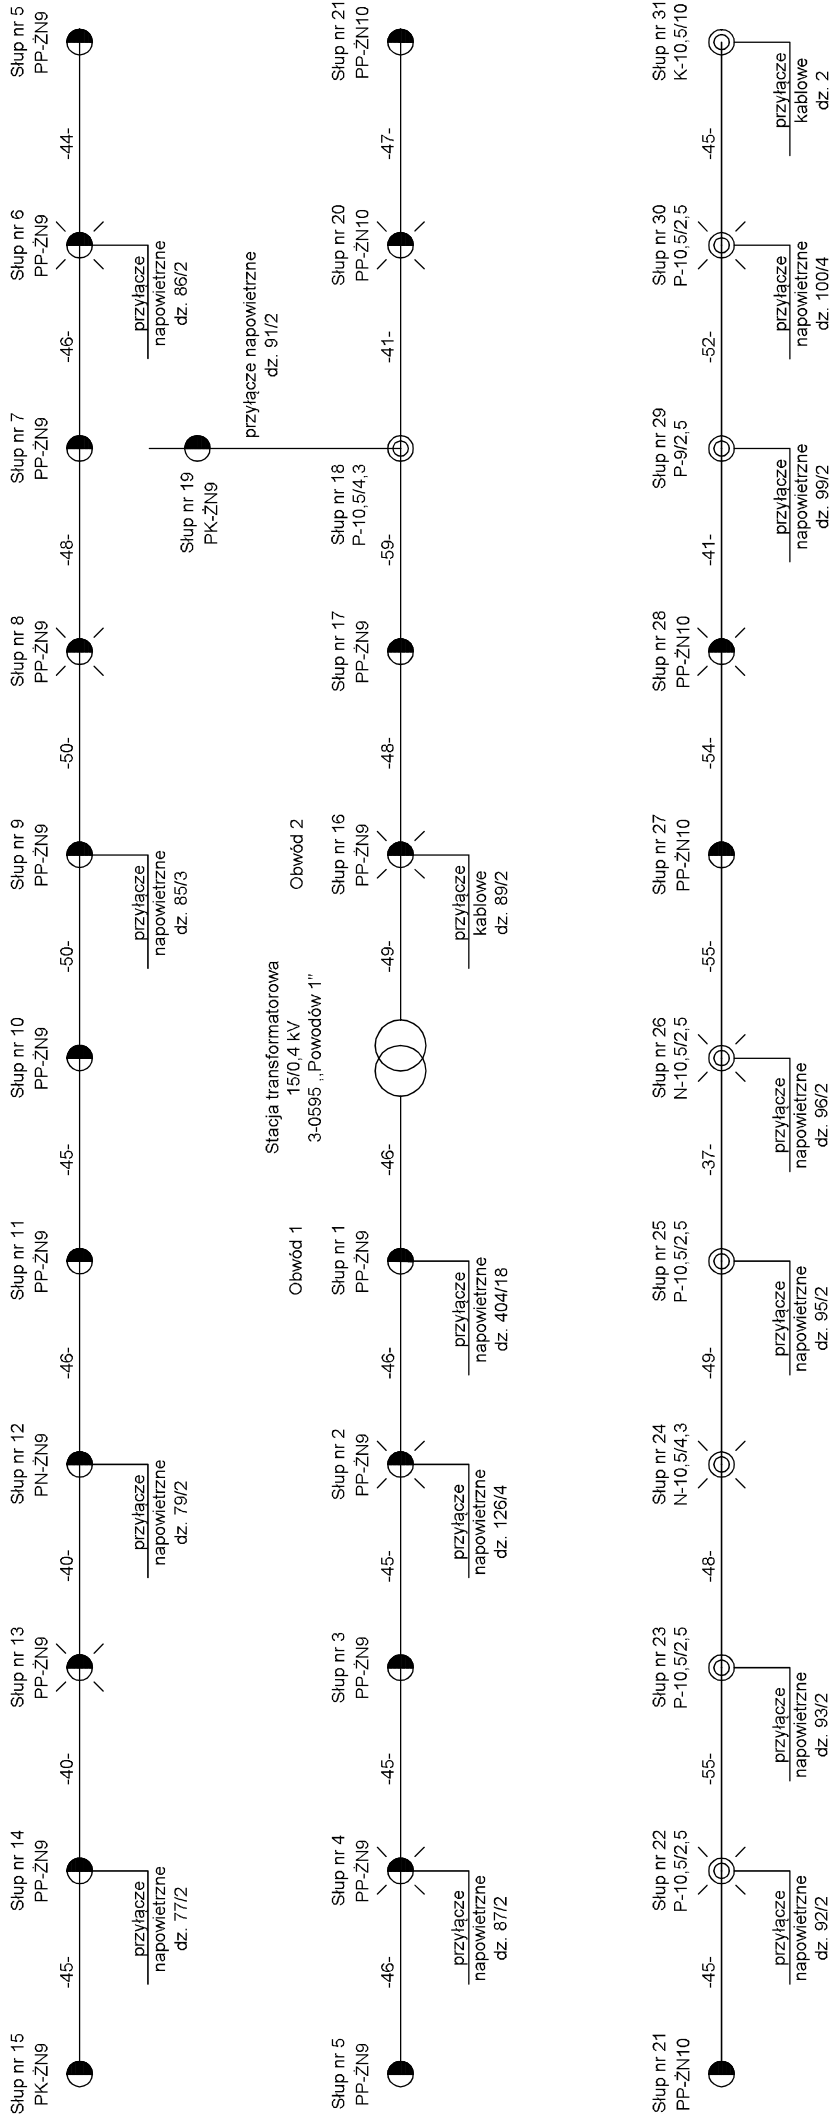 Słup nr 15
PK-ŻN9
-45-
Słup nr 14
PP-ŻN9
przyłącze
napowietrzne
dz. 77/2
-40-
Słup nr 13
PP-ŻN9
-40-
Słup nr 12
PN-ŻN9
przyłącze
napowietrzne
dz. 79/2
-46-
Słup nr 11
PP-ŻN9
-45-
Słup nr 10
PP-ŻN9
-50-
Słup nr 9
PP-ŻN9
przyłącze
napowietrzne
dz. 85/3
-50-
Słup nr 8
PP-ŻN9
-48-
Słup nr 7
PP-ŻN9
-46-
Słup nr 6
PP-ŻN9
przyłącze
napowietrzne
dz. 86/2
-44-
Słup nr 5
PP-ŻN9
Słup nr 5
PP-ŻN9
-46-
Słup nr 4
PP-ŻN9
przyłącze
napowietrzne
dz. 87/2
-45-
Słup nr 3
PP-ŻN9
-45-
Słup nr 2
PP-ŻN9
przyłącze
napowietrzne
dz. 126/4
-46-
Obwód 1
Słup nr 1
PP-ŻN9
przyłącze
napowietrzne
dz. 404/18
-46-
Stacja transformatorowa
15/0,4 kV
3-0595 ,,Powodów 1"
-49-
Obwód 2
Słup nr 16
PP-ŻN9
przyłącze
kablowe
dz. 89/2
-48-
Słup nr 17
PP-ŻN9
-59-
Słup nr 18
P-10,5/4,3
Słup nr 19
PK-ŻN9
przyłącze napowietrzne
dz. 91/2
-41-
Słup nr 20
PP-ŻN10
-47-
Słup nr 21
PP-ŻN10
Słup nr 21
PP-ŻN10
-45-
Słup nr 22
P-10,5/2,5
przyłącze
napowietrzne
dz. 92/2
-55-
Słup nr 23
P-10,5/2,5
przyłącze
napowietrzne
dz. 93/2
-48-
Słup nr 24
N-10,5/4,3
-49-
Słup nr 25
P-10,5/2,5
przyłącze
napowietrzne
dz. 95/2
-37-
Słup nr 26
N-10,5/2,5
przyłącze
napowietrzne
dz. 96/2
-55-
Słup nr 27
PP-ŻN10
-54-
Słup nr 28
PP-ŻN10
-41-
Słup nr 29
P-9/2,5
przyłącze
napowietrzne
dz. 99/2
-52-
Słup nr 30
P-10,5/2,5
przyłącze
napowietrzne
dz. 100/4
-45-
Słup nr 31
K-10,5/10
przyłącze
kablowe
dz. 2